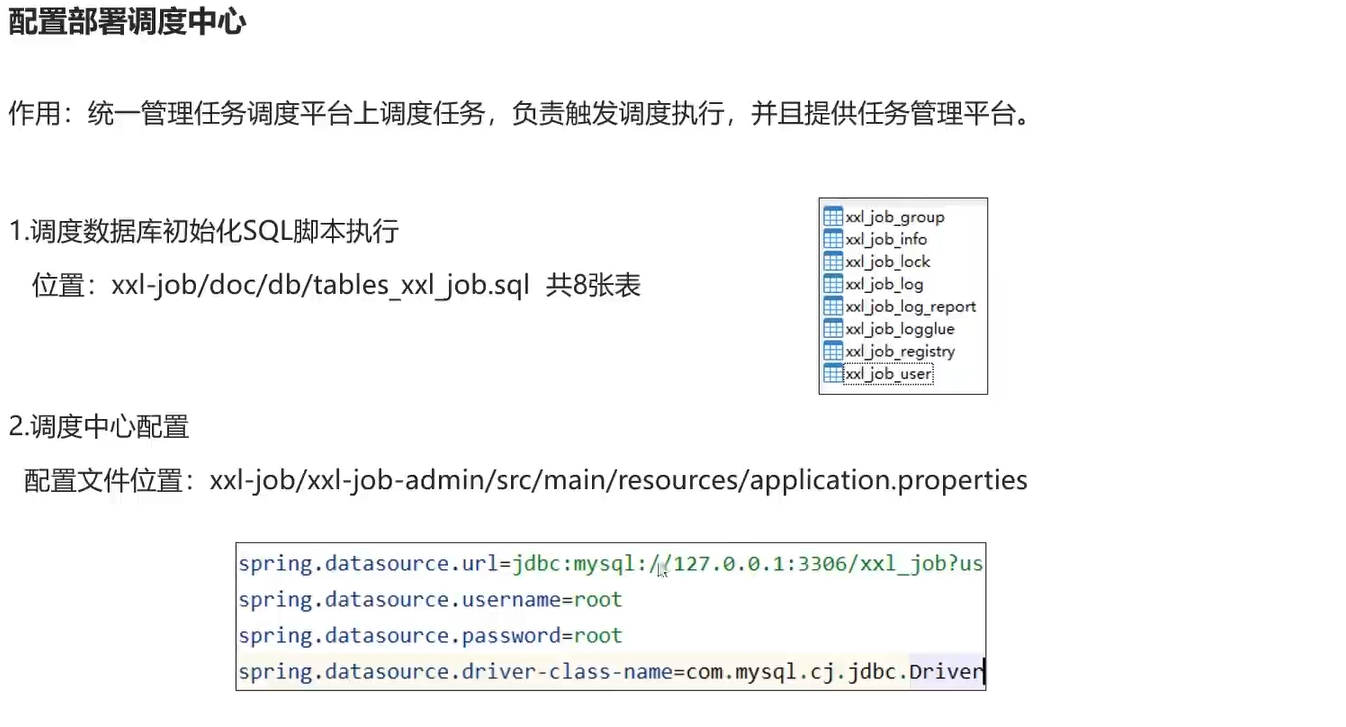 配置部署调度中心
作用：统一管理任务调度平台上调度任务，负责触发调度执行，并且提供任务管理平台。
1.调度数据库初始化SQL脚本执行
位置：xxl-job/doc/db/tables_xxl_job.sql 共8张表
xxl_job_group
xxl_job_info
xxl_job_lock
xxl_job_log
xxl_job_log_report
xxl_job_logglue
xxl_job_registry
xxl_job_user
2.调度中心配置
配置文件位置：xxl-job/xxl-job-admin/src/main/resources/application.properties
spring.datasource.url=jdbc:mysql://127.0.0.1:3306/xxl_job?us
spring.datasource.username=root
spring.datasource.password=root
spring.datasource.driver-class-name=com.mysql.cj.jdbc.Driver